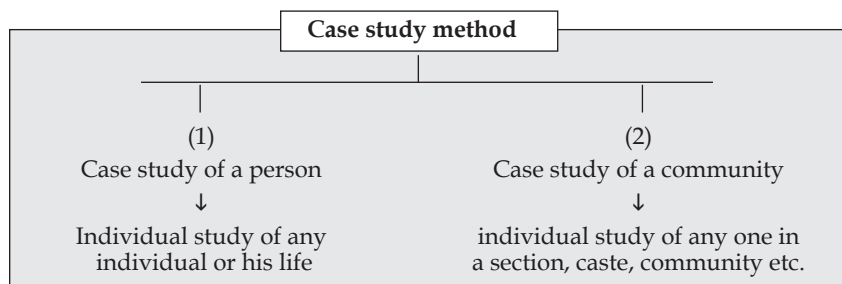 Case study method
(1)
Case study of a person
↓
Individual study of any
individual or his life
(2)
Case study of a community
↓
individual study of any one in
a section, caste, community etc.